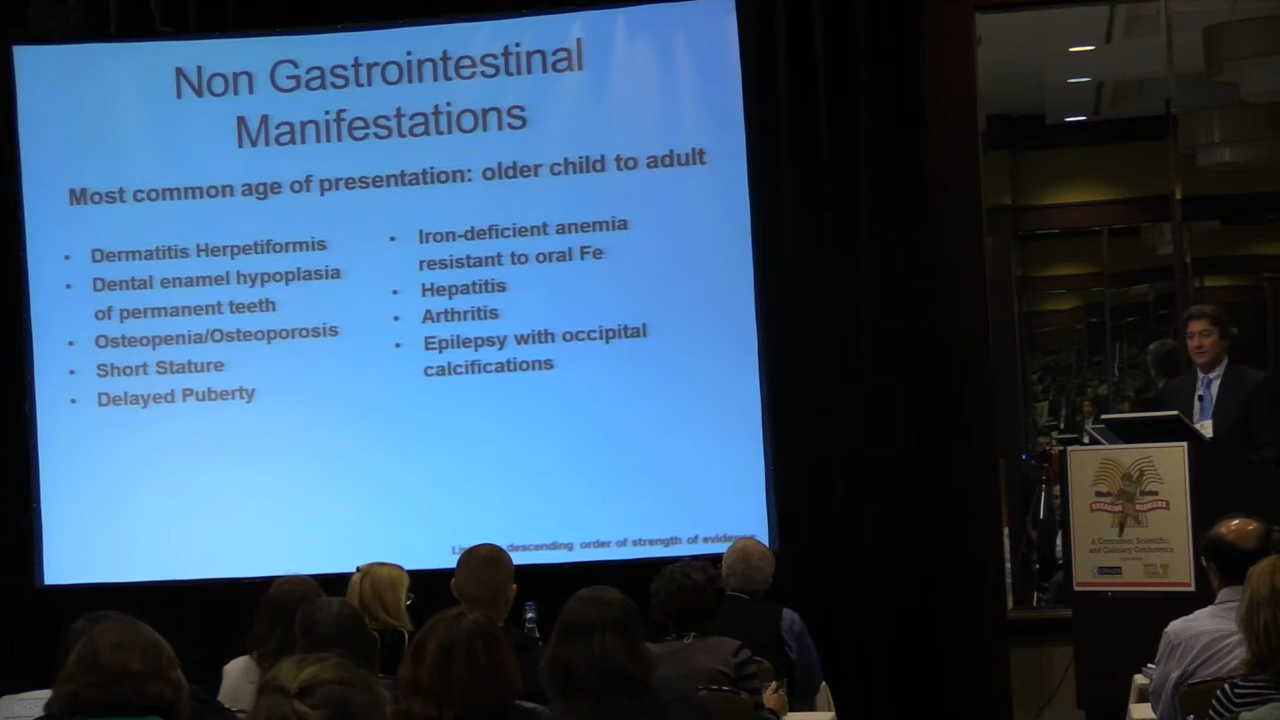 Non Gastrointestinal
Manifestations
Most common age of presentation: older child to adult
• Dermatitis Herpetiformis
• Dental enamel hypoplasia
of permanent teeth
• Osteopenia/Osteoporosis
• Short Stature
• Delayed Puberty
• Iron-deficient anemia
resistant to oral Fe
• Hepatitis
• Arthritis
• Epilepsy with occipital
calcifications
descending order of strength of
BREAKING BARRIERS
A Consumer, Scientific
and Culinary Conference